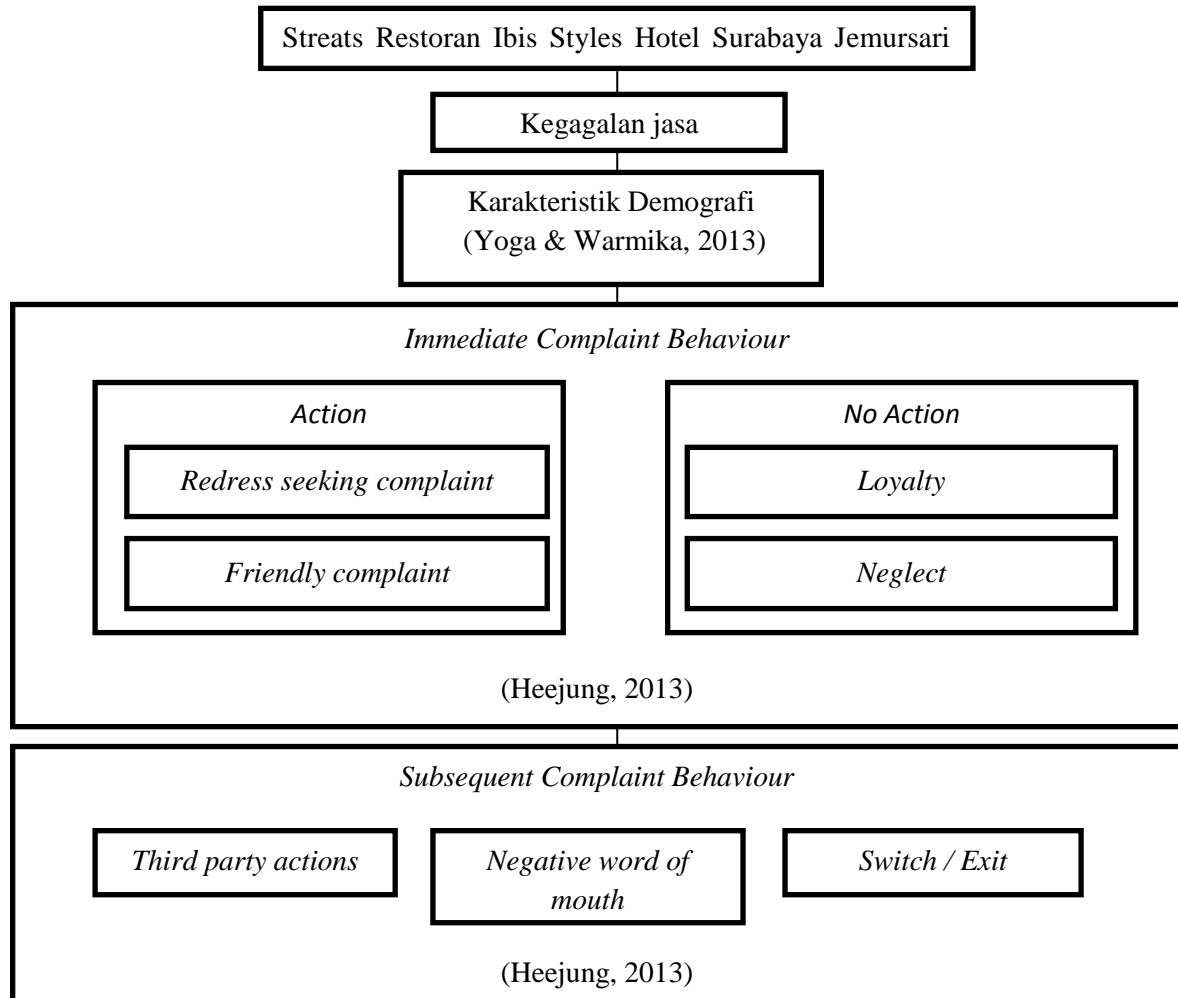 Streats Restoran Ibis Styles Hotel Surabaya Jemursari
Kegagalan jasa
Karakteristik Demografi
(Yoga & Warmika, 2013)
Immediate Complaint Behaviour
Action
Redress seeking complaint
Friendly complaint
No Action
Loyalty
Neglect
(Heejung, 2013)
Subsequent Complaint Behaviour
Third party actions
Negative word of
mouth
Switch / Exit
(Heejung, 2013)